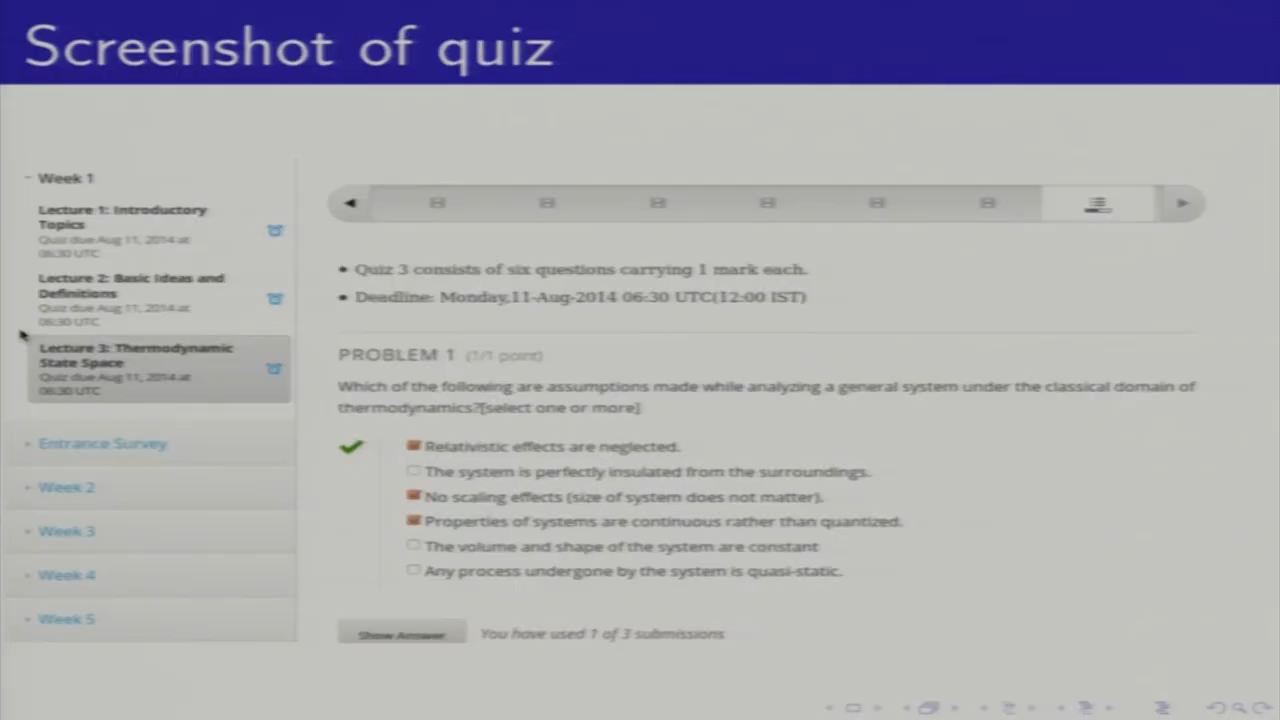 Screenshot of quiz
Week 1
Lecture 1: Introductory
Topics
Quiz due Aug 11, 2014 at
06:30 UTC
Lecture 2: Basic Ideas and
Definitions
Quiz due Aug 11, 2014 at
06:30 UTC
Lecture 3: Thermodynamic
State Space
Quiz due Aug 11, 2014 at
06:30 UTC
Entrance Survey
Week 2
Week 3
Week 4
Week 5
• Quiz 3 consists of six questions carrying 1 mark each.
• Deadline: Monday,11-Aug-2014 06:30 UTC(12:00 IST)
PROBLEM 1 (1/1 point)
Which of the following are assumptions made while analyzing a general system under the classical domain of
thermodynamics?[select one or more]
Relativistic effects are neglected.
The system is perfectly insulated from the surroundings.
No scaling effects (size of system does not matter).
Properties of systems are continuous rather than quantized.
The volume and shape of the system are constant
Any process undergone by the system is quasi-static.
Show Answer
You have used 1 of 3 submissions